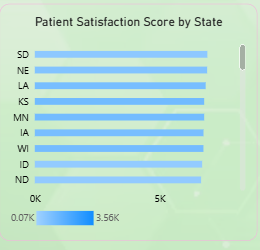 Patient Satisfaction Score by State
SD
NE
LA
KS
MN
IA
WI
ID
ND
0K 5K
0.07K 3.56K